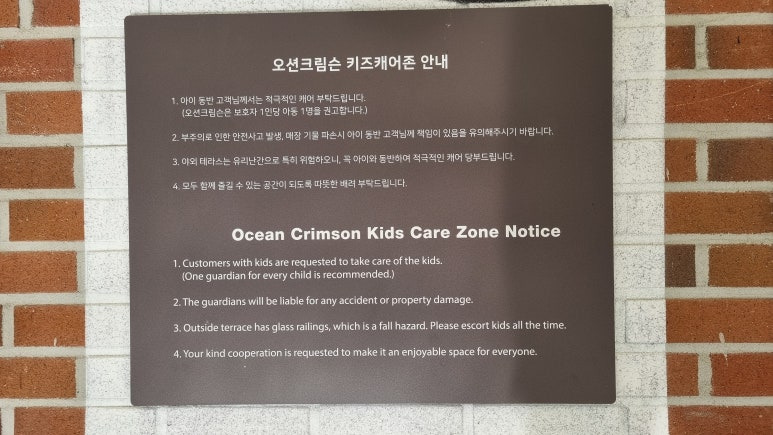 오션크림슨 키즈캐어존 안내
1. 아이 동반 고객님께서는 적극적인 캐어 부탁드립니다.
(오션크림슨은 보호자 1인당 아동 1명을 권고합니다.)
2. 부주의로 인한 안전사고 발생, 매장 기물 파손시 아이 동반 고객님께 책임이 있음을 유의해주시기 바랍니다.
3. 야외 테라스는 유리난간으로 특히 위험하오니, 꼭 아이와 동반하여 적극적인 캐어 당부드립니다.
4. 모두 함께 즐길 수 있는 공간이 되도록 따뜻한 배려 부탁드립니다.
Ocean Crimson Kids Care Zone Notice
1. Customers with kids are requested to take care of the kids.
(One guardian for every child is recommended.)
2. The guardians will be liable for any accident or property damage.
3. Outside terrace has glass railings, which is a fall hazard. Please escort kids all the time.
4. Your kind cooperation is requested to make it an enjoyable space for everyone.